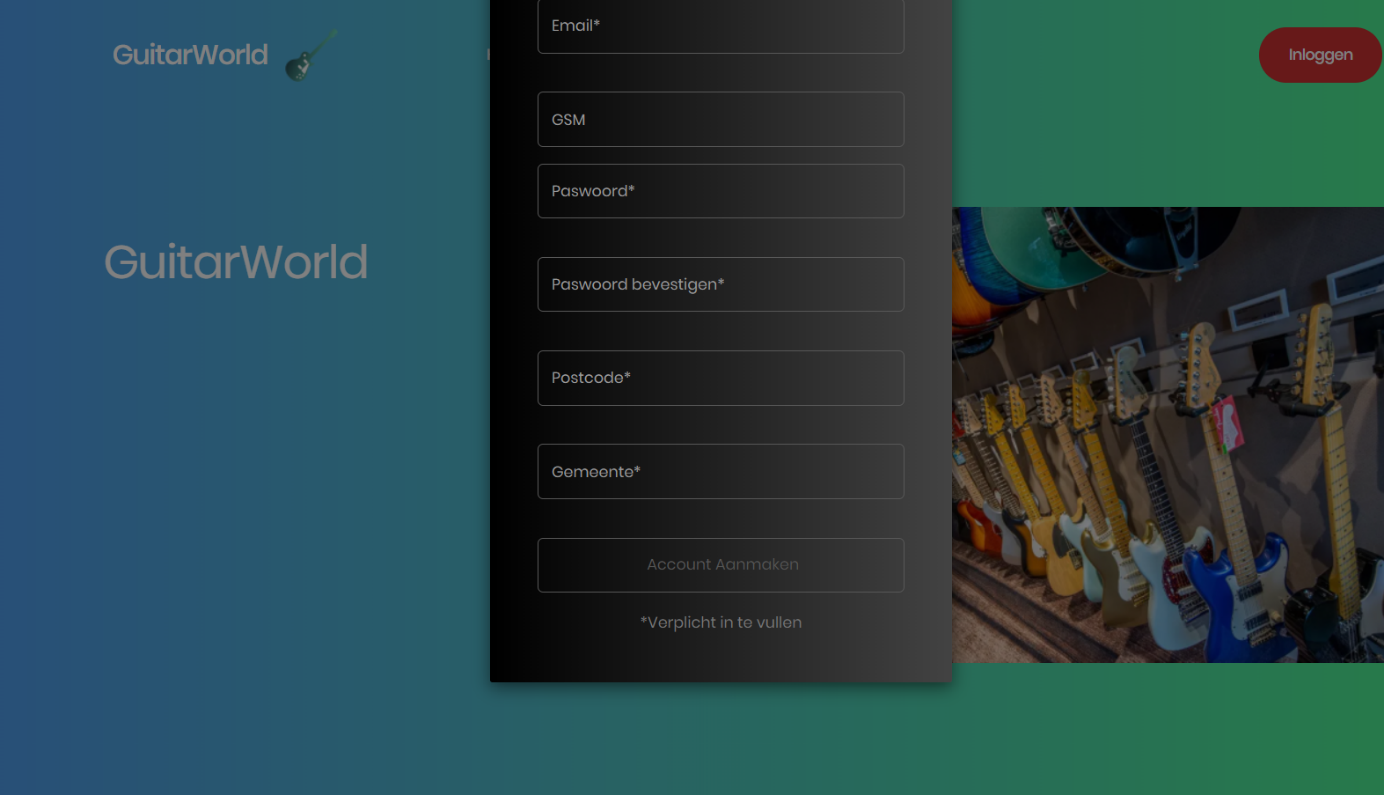 Email*
GuitarWorld
Inloggen
GSM
Paswoord*
GuitarWorld
Paswoord bevestigen*
Postcode*
Gemeente*
Account Aanmaken
*Verplicht in te vullen